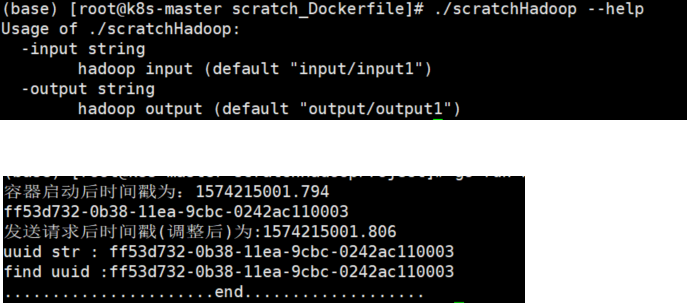 (base) [root@k8s-master scratch_Dockerfile]# ./scratchHadoop --help
Usage of ./scratchHadoop:
-input string
hadoop input (default "input/input1")
-output string
hadoop output (default "output/output1")
容器启动后时间戳为：1574215001.794
ff53d732-0b38-11ea-9cbc-0242ac110003
发送请求后时间戳(调整后)为:1574215001.806
uuid str : ff53d732-0b38-11ea-9cbc-0242ac110003
find uuid :ff53d732-0b38-11ea-9cbc-0242ac110003
......................end...................